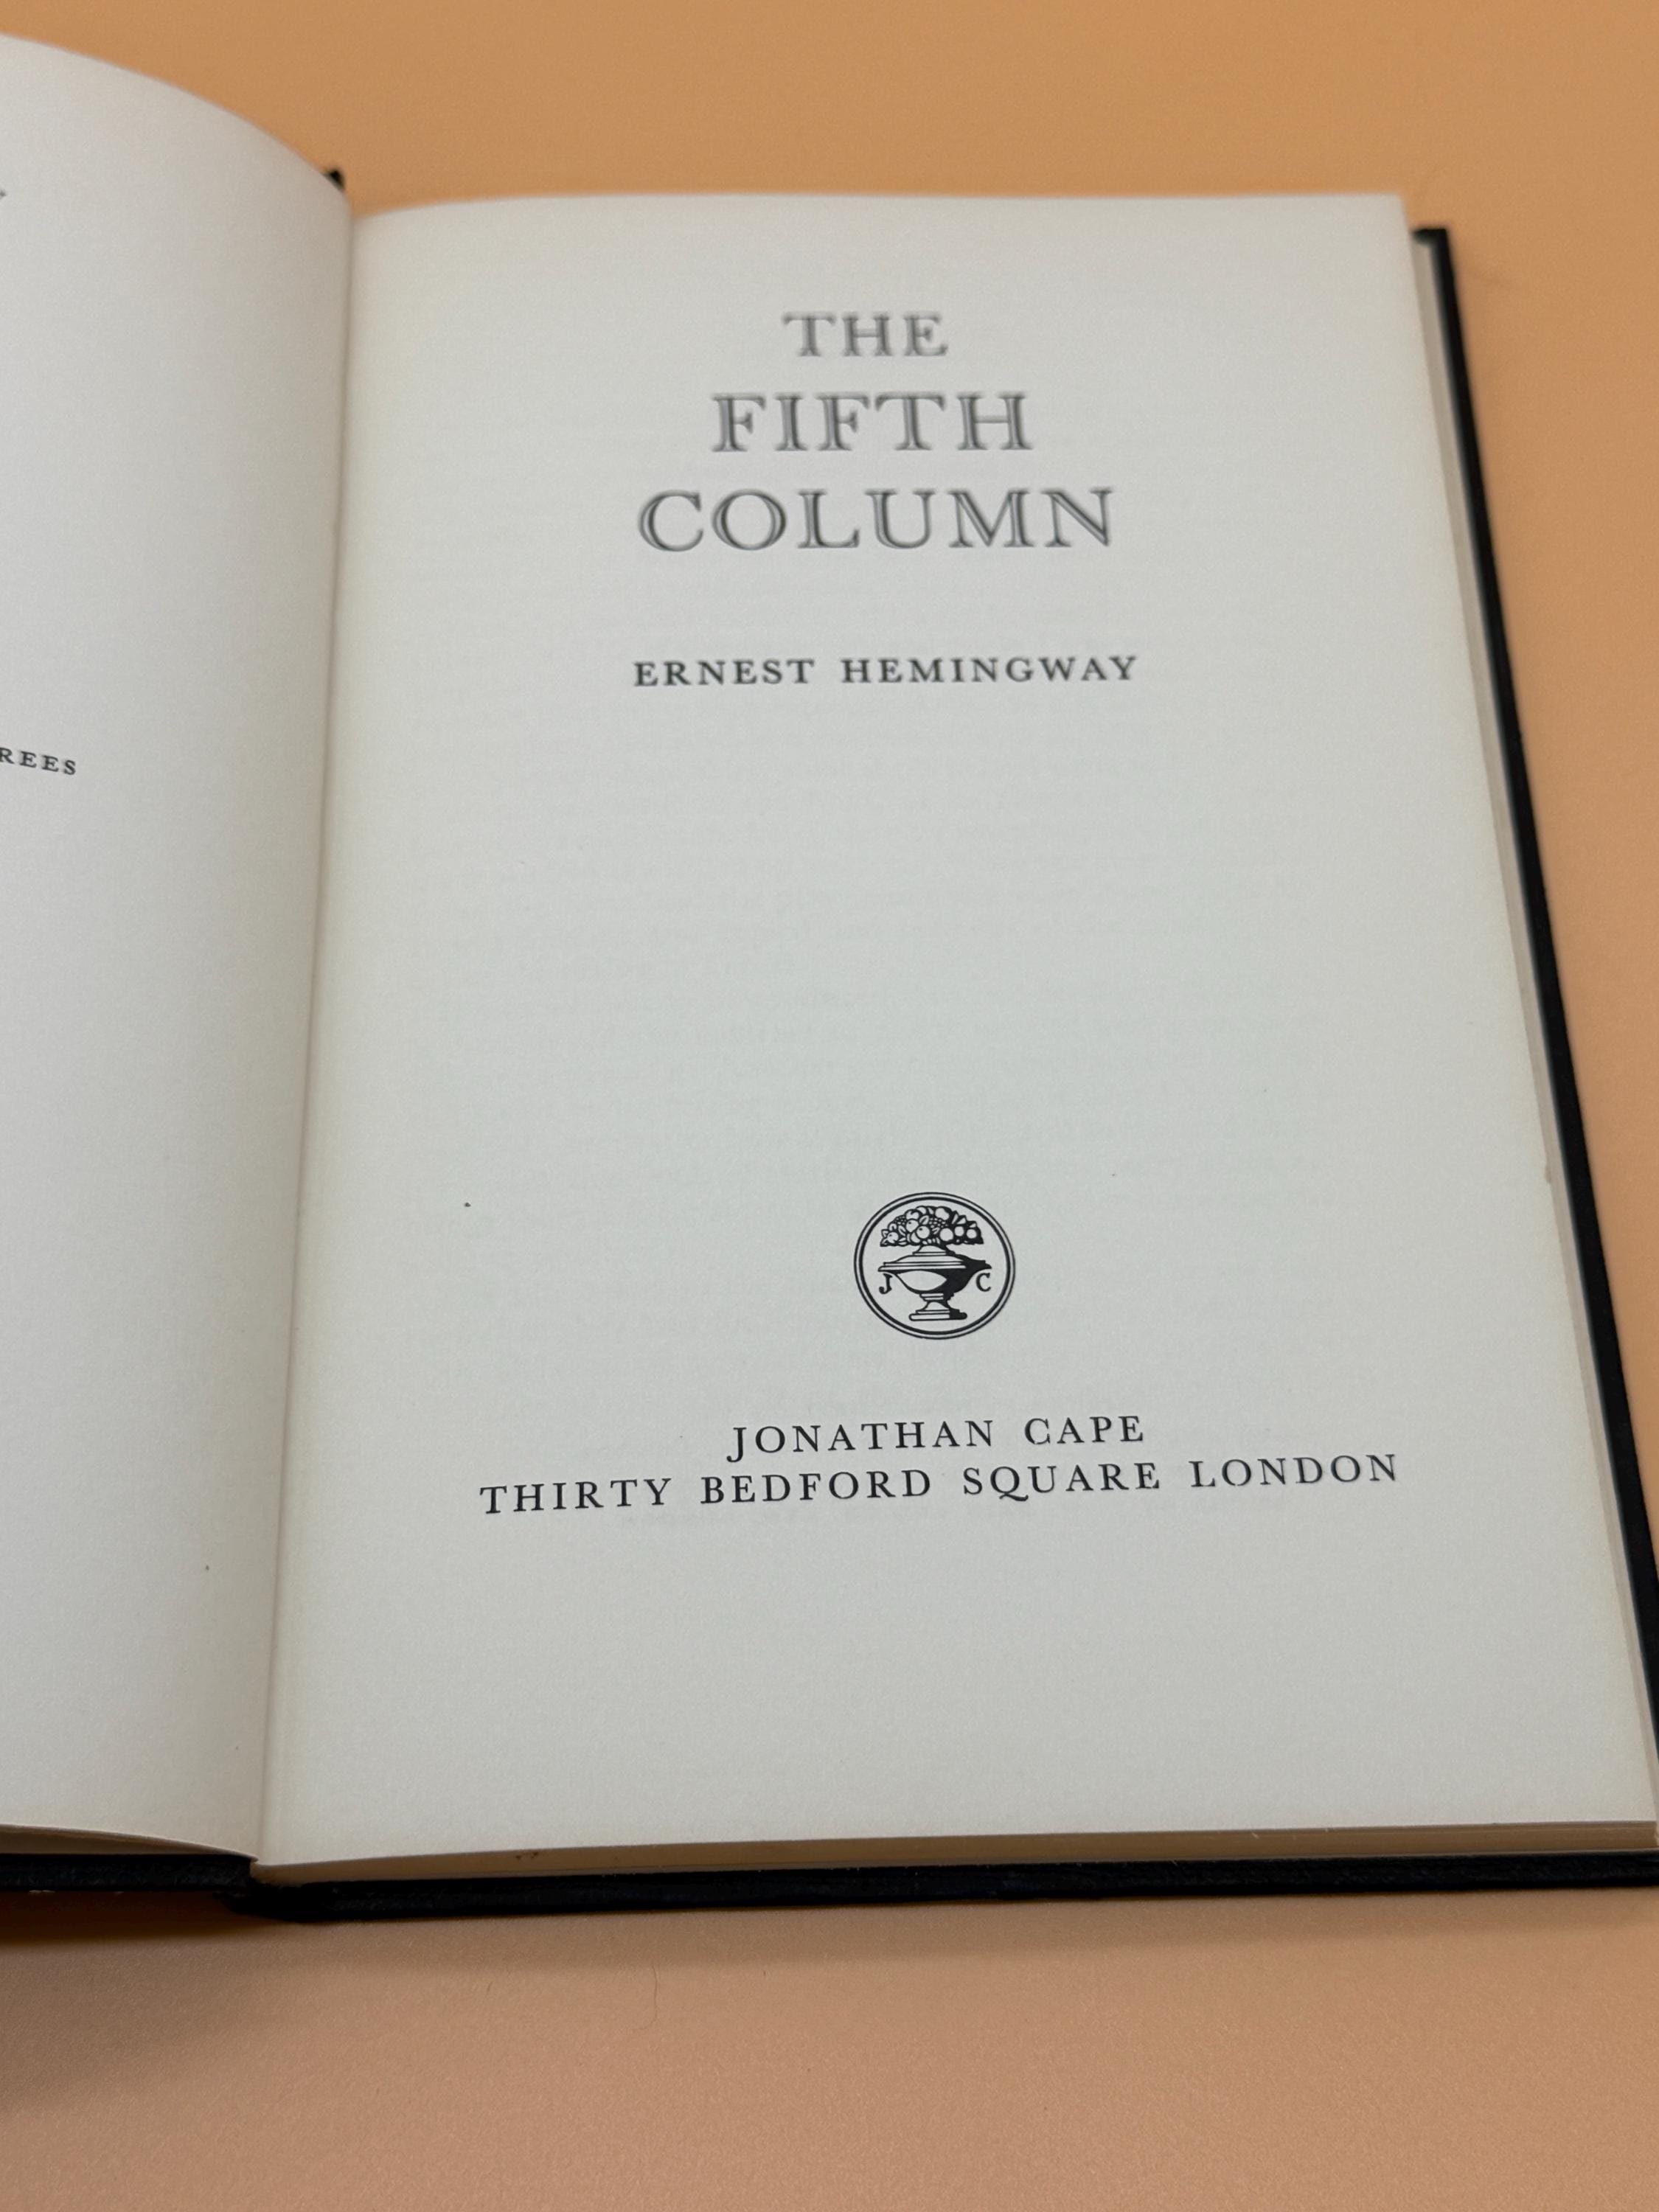 REES
THE
FIFTH
COLUMN
ERNEST HEMINGWAY
J C
JONATHAN CAPE
THIRTY BEDFORD SQUARE LONDON